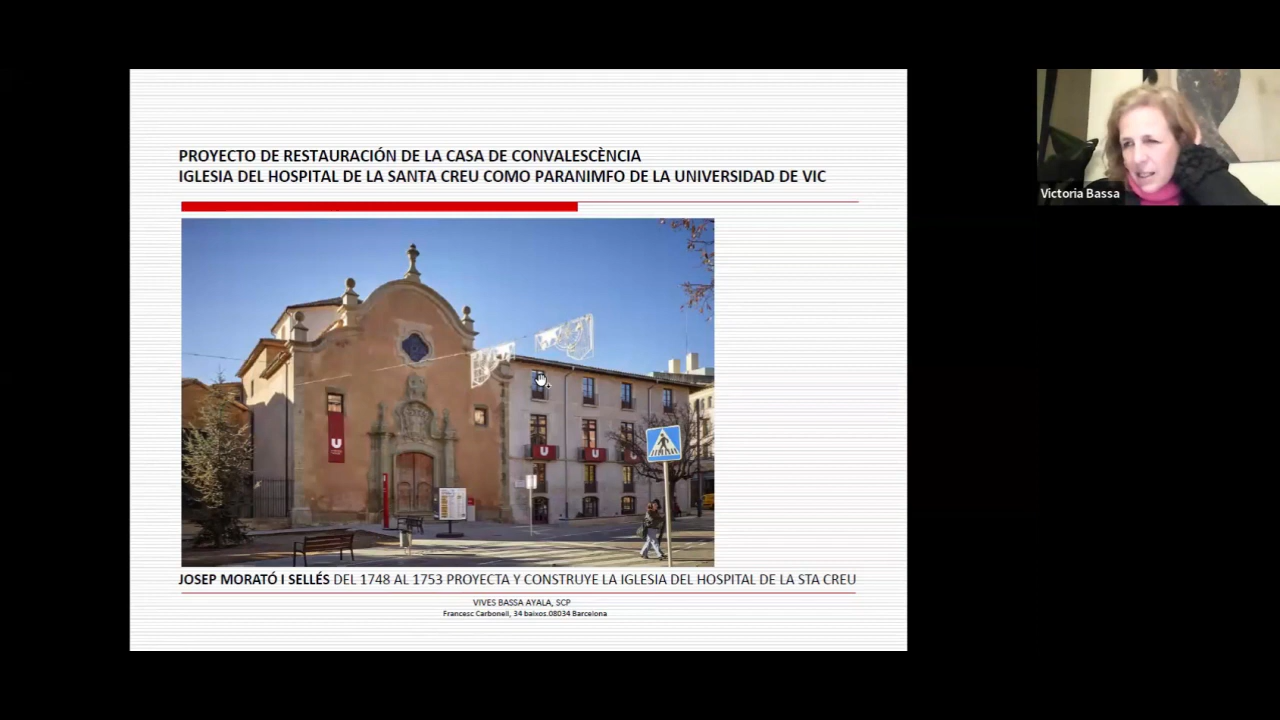 PROYECTO DE RESTAURACIÓN DE LA CASA DE CONVALESCÈNCIA
IGLESIA DEL HOSPITAL DE LA SANTA CREU COMO PARANIMFO DE LA UNIVERSIDAD DE VIC
Victoria Bassa
U
U
U
JOSEP MORATÓ I SELLÉS DEL 1748 AL 1753 PROYECTA Y CONSTRUYE LA IGLESIA DEL HOSPITAL DE LA STA CREU
VIVES BASSA AYALA, SCP
Francesc Carbonell, 34 baixos.08034 Barcelona